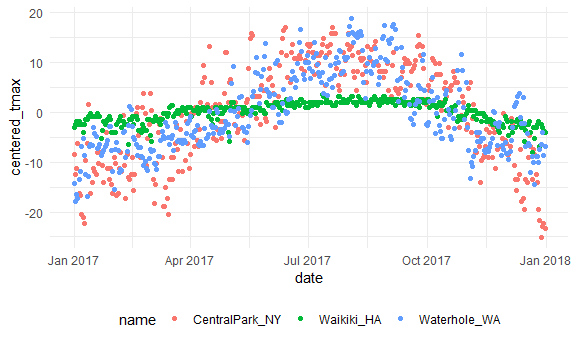 20
10
0
-10
-20
centered_tmax
Jan 2017 Apr 2017 Jul 2017 Oct 2017 Jan 2018
date
name CentralPark_NY Waikiki_HA Waterhole_WA